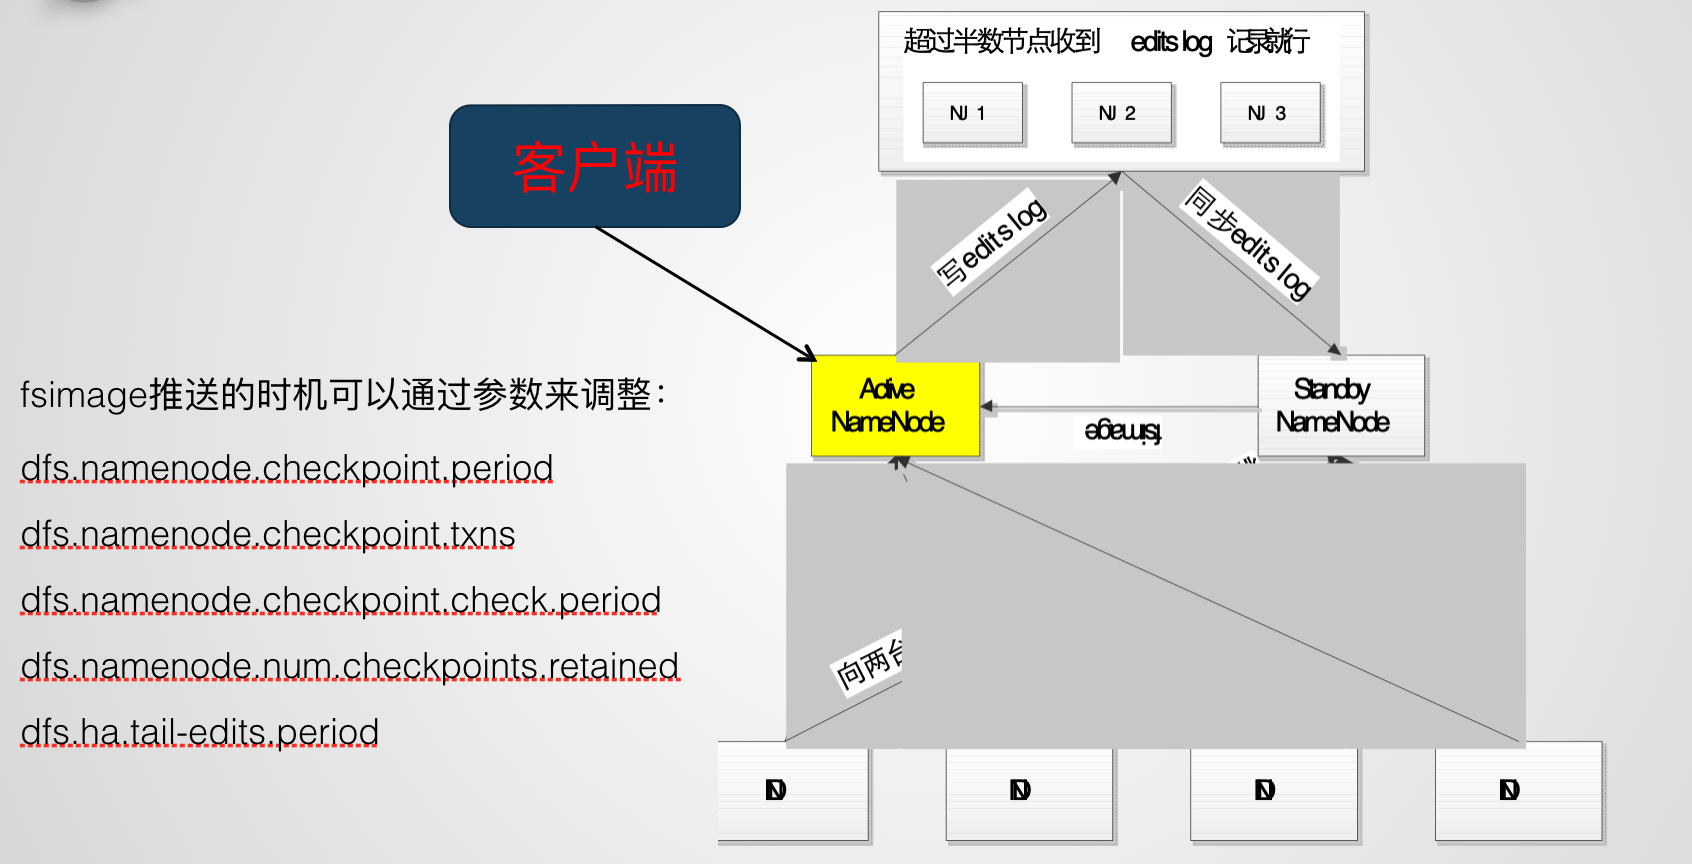 超过半数节点收到 edits log 记录就行
NJ 1
NJ 2
NJ 3
客户端
写edits log
同步edits log
Active
NameNode
Standby
NameNode
fsimage
fsimage推送的时机可以通过参数来调整：
dfs.namenode.checkpoint.period
dfs.namenode.checkpoint.txns
dfs.namenode.checkpoint.check.period
dfs.namenode.num.checkpoints.retained
dfs.ha.tail-edits.period
向两台
DN
DN
DN
DN